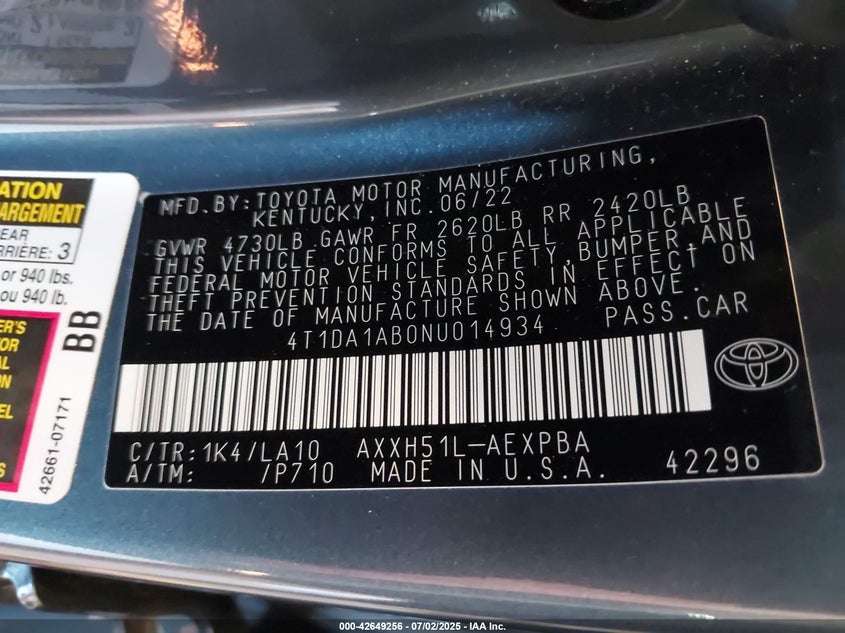 ATION
HARGEMENT
EAR
RRIÈRE: 3
or 940 lbs.
ou 940 lb.
BB
42661-07171
MFD.BY:TOYOTA MOTOR MANUFACTURING,
KENTUCKY,INC.06/22
GVWR 4730LB GAWR FR 2620LB RR 2420LB
THIS VEHICLE CONFORMS TO ALL APPLICABLE
FEDERAL MOTOR VEHICLE SAFETY,BUMPER,AND
THEFT PREVENTION STANDARDS IN EFFECT ON
THE DATE OF MANUFACTURE SHOWN ABOVE.
4T1DA1AB0NU014934 PASS.CAR
C/TR:1K4/LA10 AXXH51L-AEXPBA
A/TM: /P710 MADE IN U.S.A. 42296
000-42649256 - 07/02/2025 - IAA Inc.